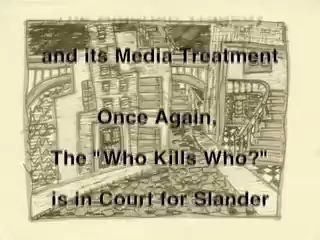 and its Media Treatment
Once Again,
The "Who Kills Who?"
is in Court for Slander